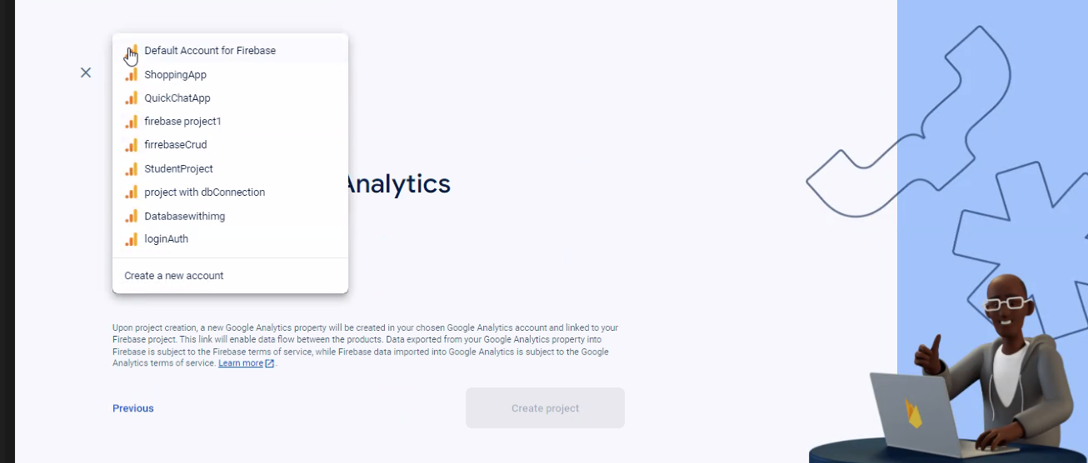 Default Account for Firebase
ShoppingApp
QuickChatApp
firebase project1
firrebaseCrud
StudentProject
project with dbConnection
Databasewithimg
loginAuth
Create a new account
Analytics
Upon project creation, a new Google Analytics property will be created in your chosen Google Analytics account and linked to your
Firebase project. This link will enable data flow between the products. Data exported from your Google Analytics property into
Firebase is subject to the Firebase terms of service, while Firebase data imported into Google Analytics is subject to the Google
Analytics terms of service. Learn more
Previous
Create project